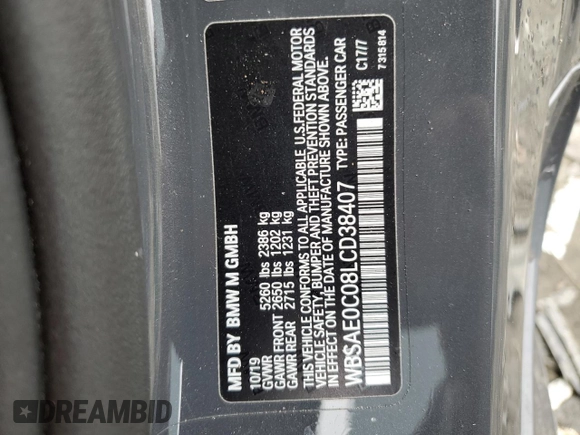 MFD BY BMW M GMBH
10/19
GVWR 5260 lbs 2386 kg
GAWR FRONT 2650 lbs 1202 kg
GAWR REAR 2715 lbs 1231 kg
THIS VEHICLE CONFORMS TO ALL APPLICABLE U.S.FEDERAL MOTOR
VEHICLE SAFETY, BUMPER AND THEFT PREVENTION STANDARDS
IN EFFECT ON THE DATE OF MANUFACTURE SHOWN ABOVE.
WBSAE0C08LCD38407 TYPE: PASSENGER CAR
C17/7
7315814
DREAMBID